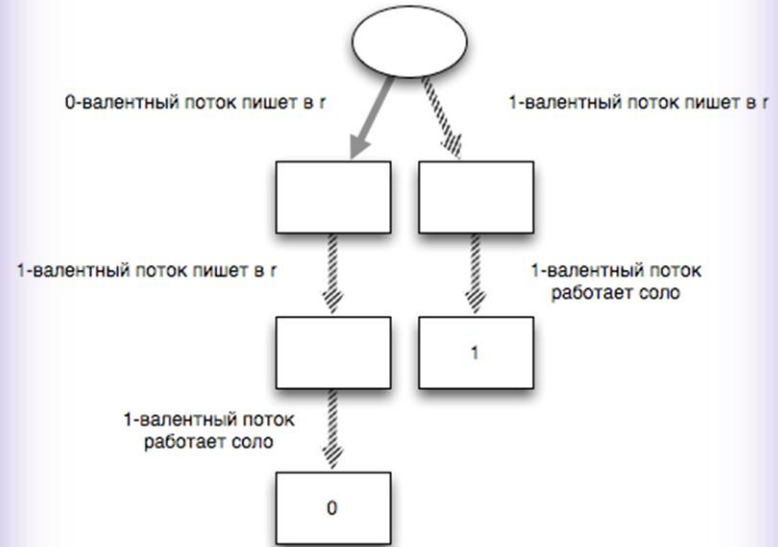 0-валентный поток пишет в r
1-валентный поток пишет в r
1-валентный поток пишет в r
1-валентный поток
работает соло
1
1-валентный поток
работает соло
0